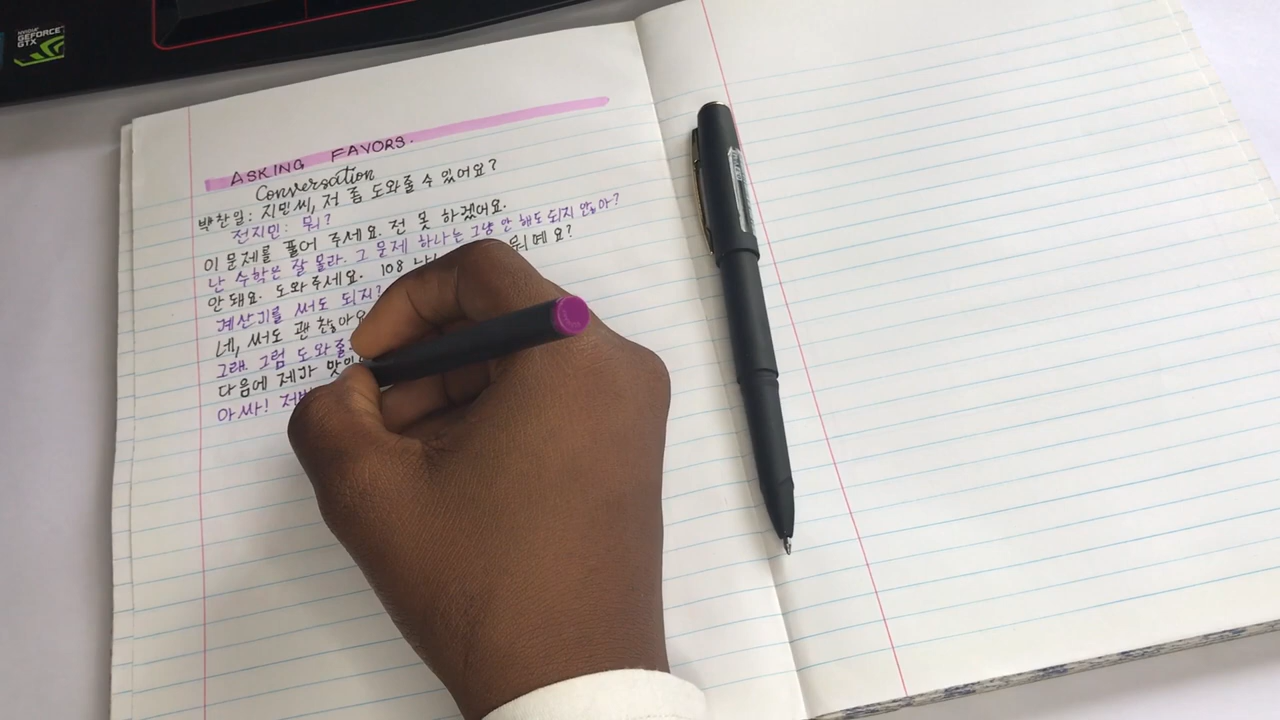 GEFORCE
GTX
ASKING FAVORS.
Conversation
박찬일: 지민씨, 저 좀 도와줄 수 있어요?
전지민: 뭐?
이 문제를 풀어 주세요. 전 못 하겠어요.
난 수학은 잘 몰라. 그 문제 하나는 그냥 안 해도 되지 않아?
안 돼요. 도와주세요. 108 예요?
계산기를 써도 되지?
네, 써도 괜찮아요
그래. 그럼 도와줄
다음에 제가
아싸!